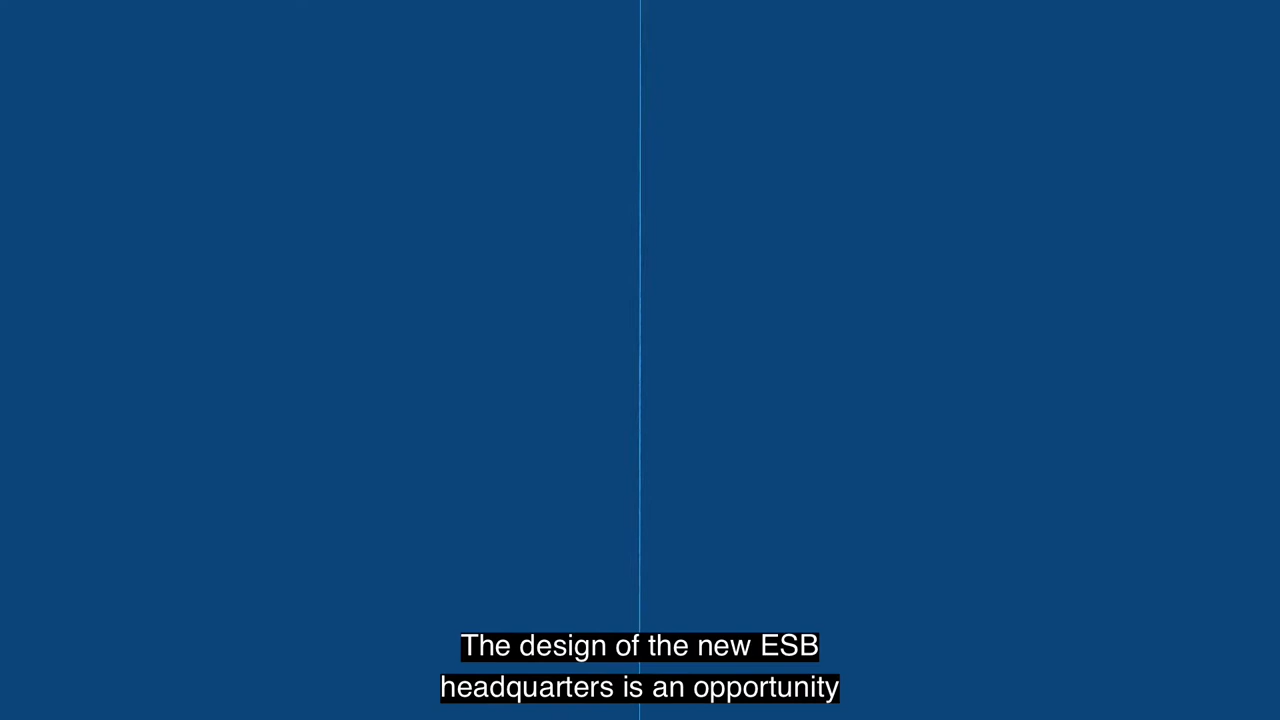 The design of the new ESB
headquarters is an opportunity